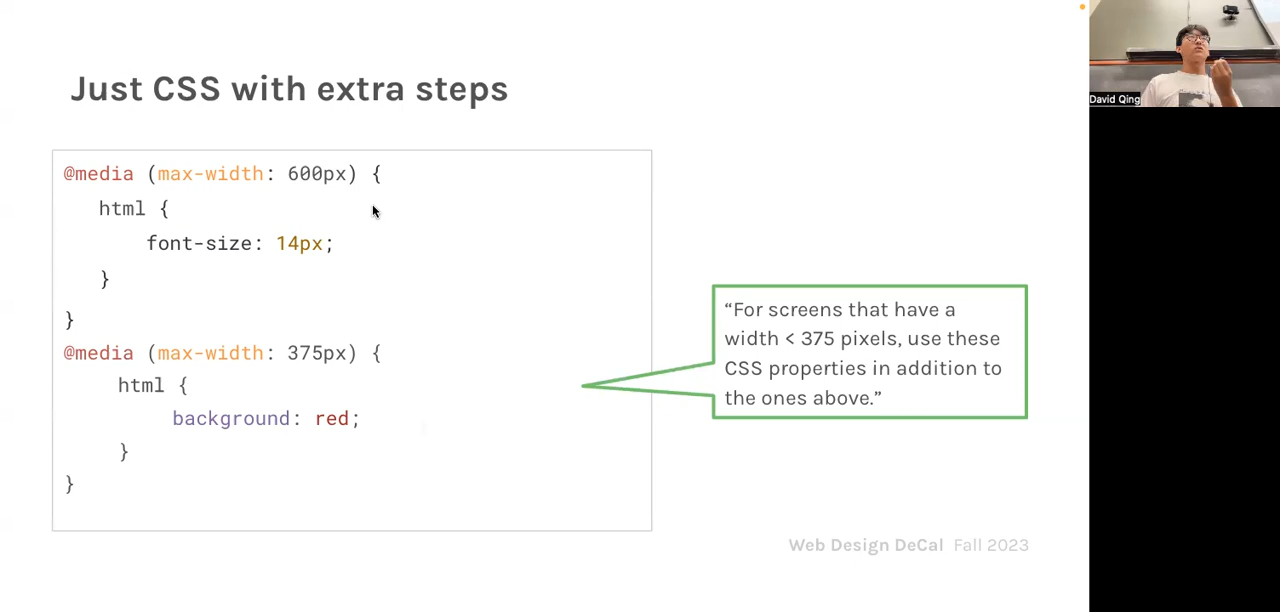 Just CSS with extra steps
@media (max-width: 600px) {
html {
font-size: 14px;
}
}
@media (max-width: 375px) {
html {
background: red;
}
}
“For screens that have a
width < 375 pixels, use these
CSS properties in addition to
the ones above.”
Web Design DeCal Fall 2023
David Qing